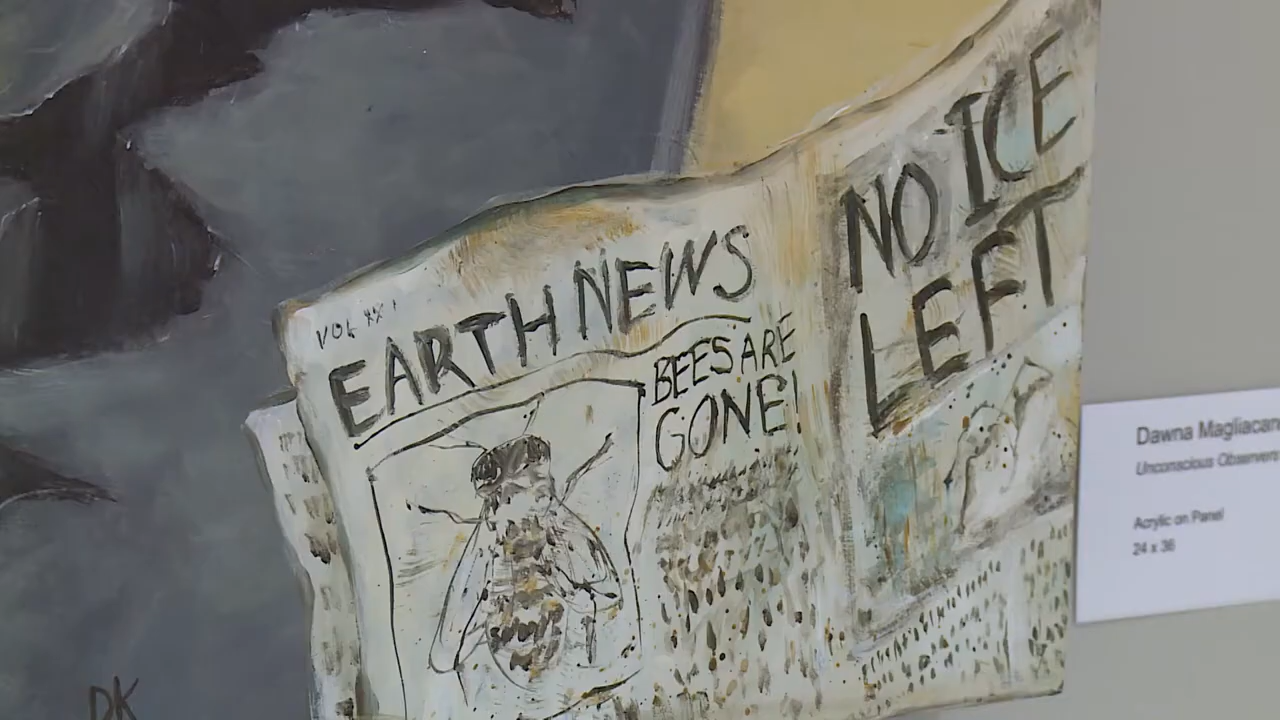 VOL XX
EARTH NEWS
BEES ARE
GONE!
NO ICE
LEFT
DK
Dawna Magliacan
Unconscious Observers
Acrylic on Panel
24 x 36